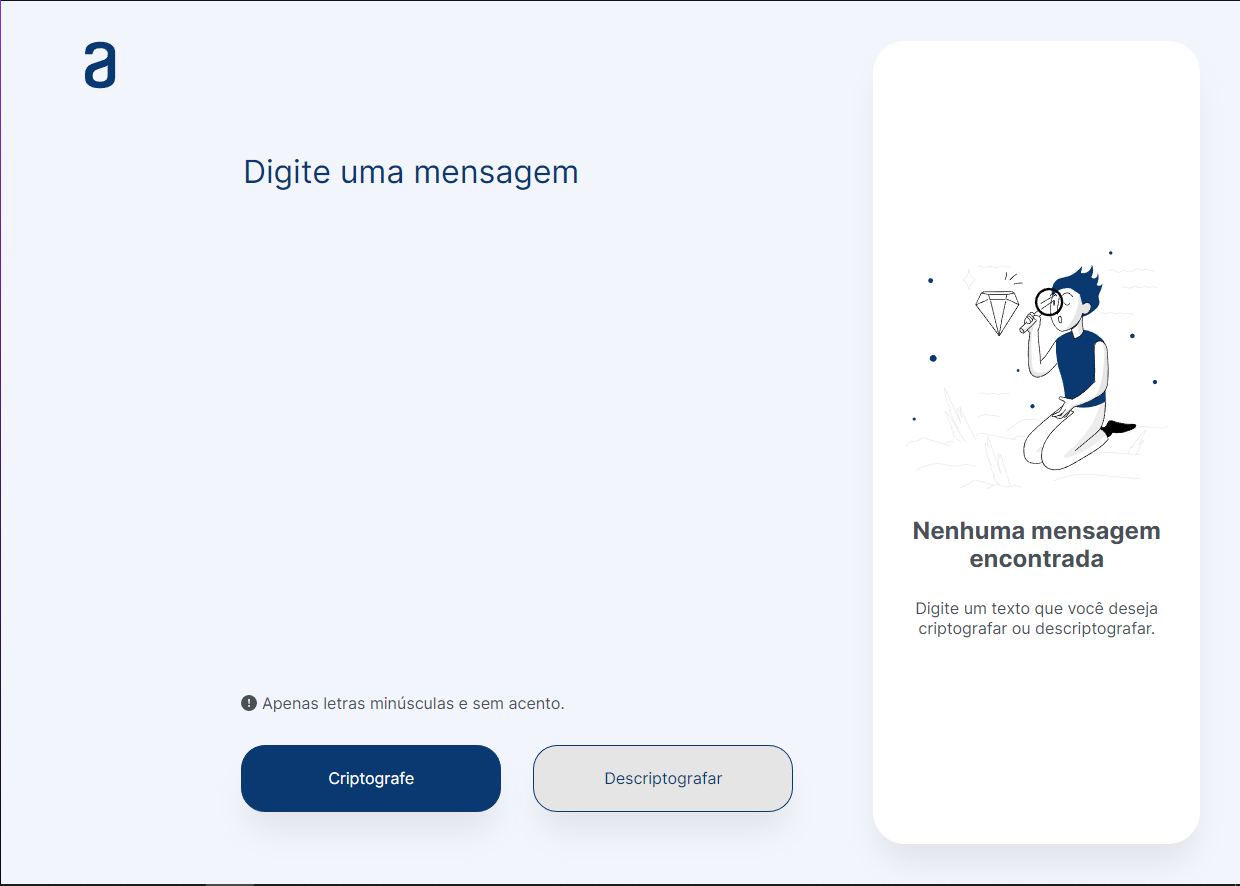 a
Digite uma mensagem
Nenhuma mensagem
encontrada
Digite um texto que você deseja
criptografar ou descriptografar.
! Apenas letras minúsculas e sem acento.
Criptografe
Descriptografar